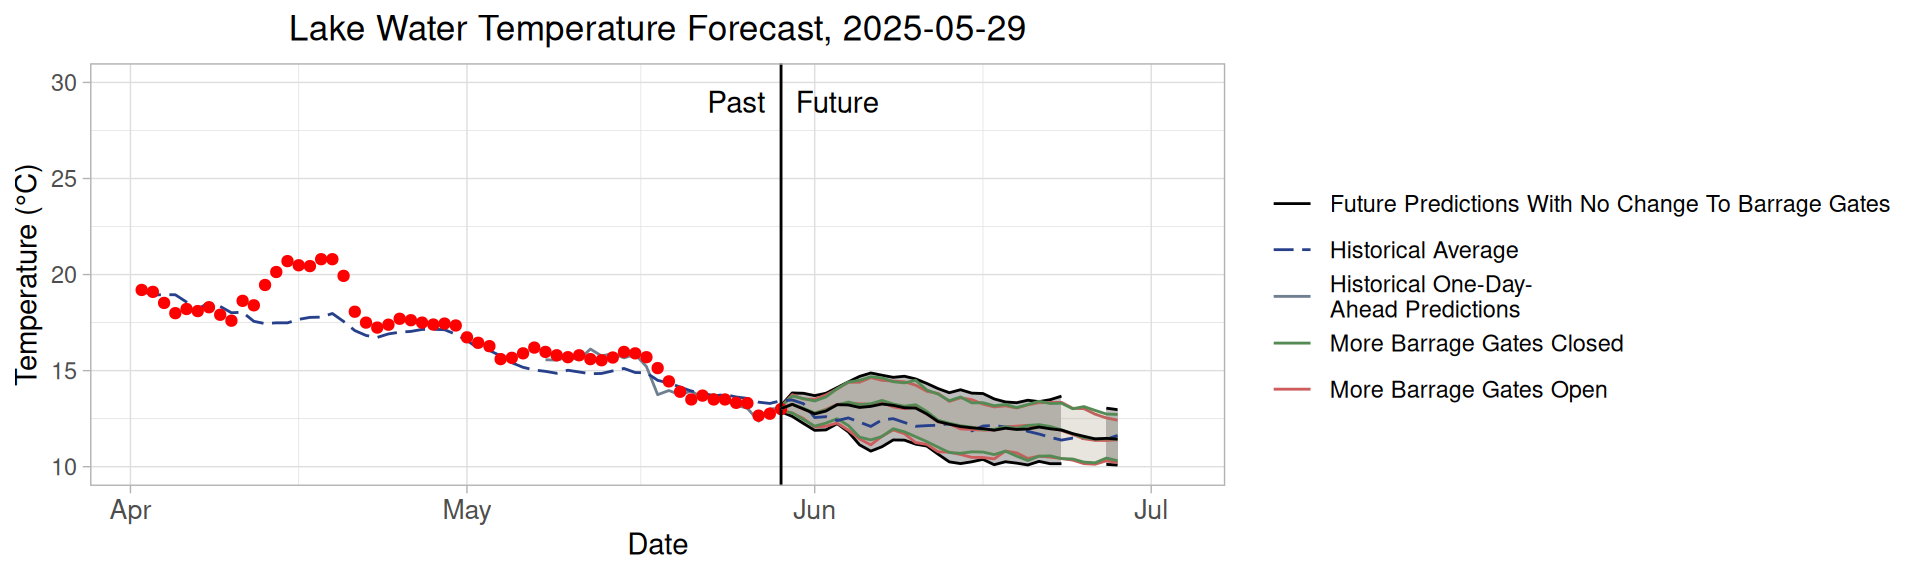 Lake Water Temperature Forecast, 2025-05-29
Temperature (°C)
30
25
20
15
10
Past
Future
Apr
May
Jun
Jul
Date
Future Predictions With No Change To Barrage Gates
Historical Average
Historical One-Day-
Ahead Predictions
More Barrage Gates Closed
More Barrage Gates Open